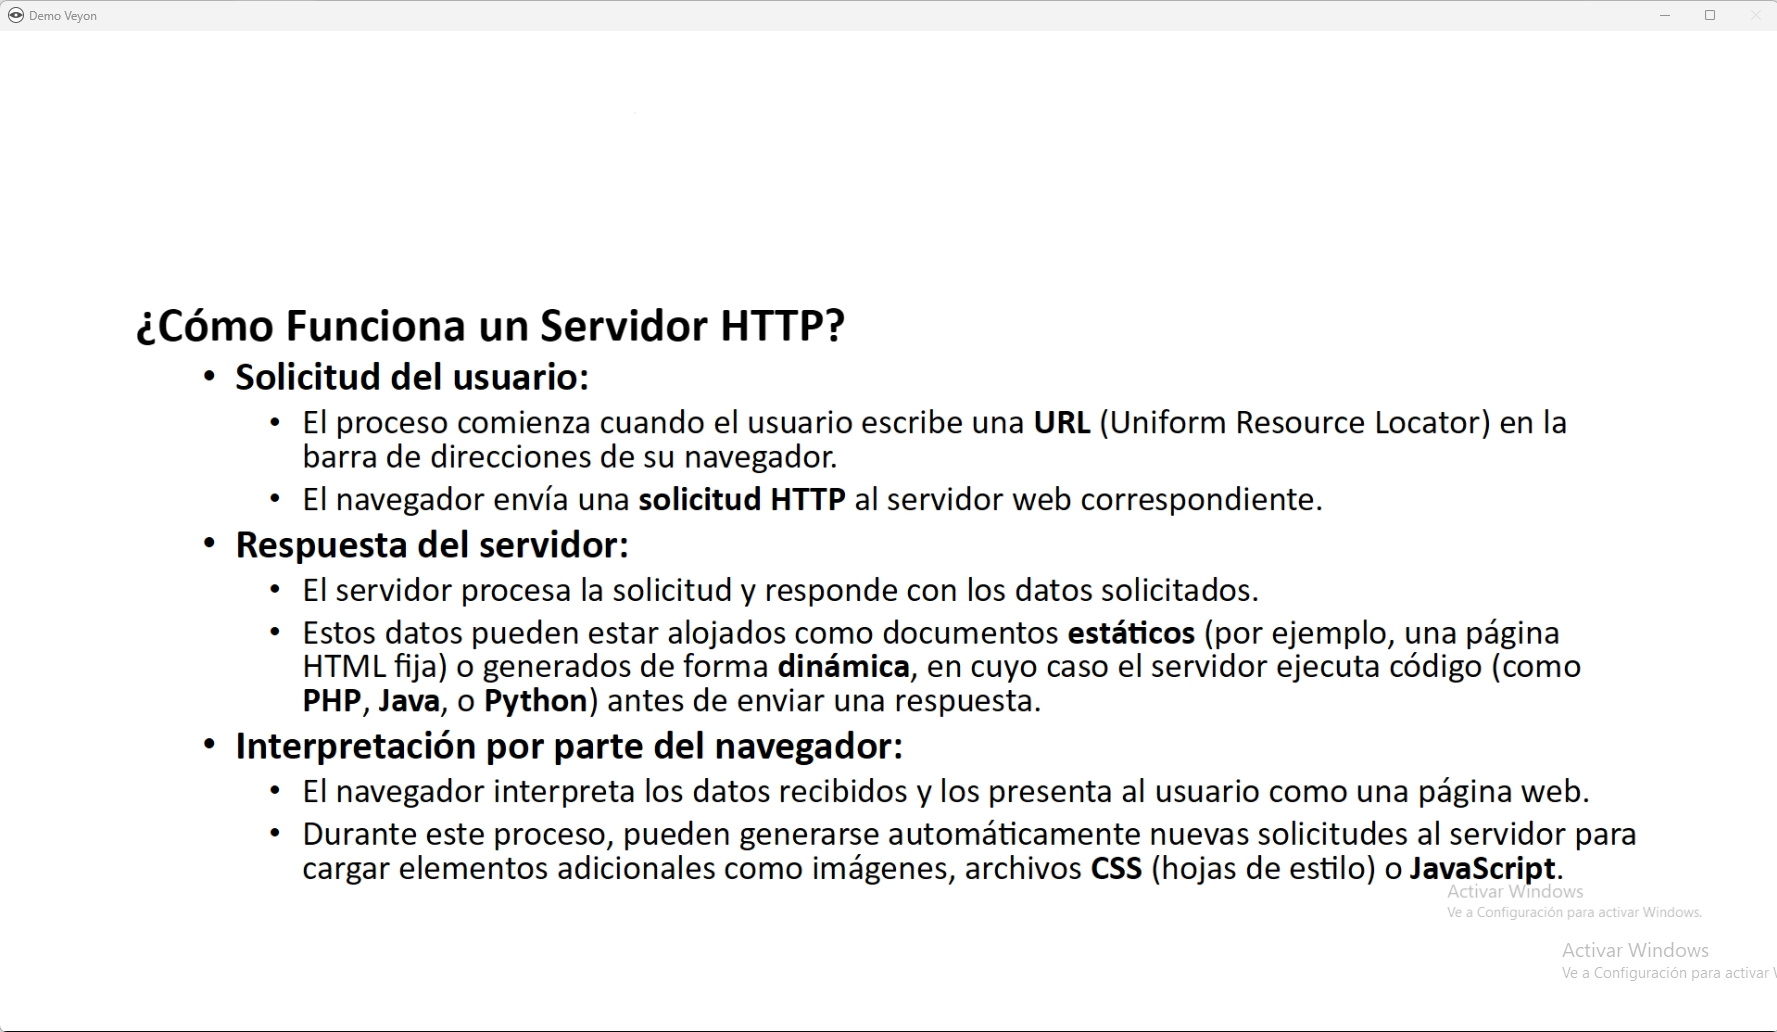 Demo Veyon
¿Cómo Funciona un Servidor HTTP?
• Solicitud del usuario:
• El proceso comienza cuando el usuario escribe una URL (Uniform Resource Locator) en la
barra de direcciones de su navegador.
• El navegador envía una solicitud HTTP al servidor web correspondiente.
• Respuesta del servidor:
• El servidor procesa la solicitud y responde con los datos solicitados.
• Estos datos pueden estar alojados como documentos estáticos (por ejemplo, una página
HTML fija) o generados de forma dinámica, en cuyo caso el servidor ejecuta código (como
PHP, Java, o Python) antes de enviar una respuesta.
• Interpretación por parte del navegador:
• El navegador interpreta los datos recibidos y los presenta al usuario como una página web.
• Durante este proceso, pueden generarse automáticamente nuevas solicitudes al servidor para
cargar elementos adicionales como imágenes, archivos CSS (hojas de estilo) o JavaScript.
Activar Windows
Ve a Configuración para activar Windows.
Activar Windows
Ve a Configuración para activar